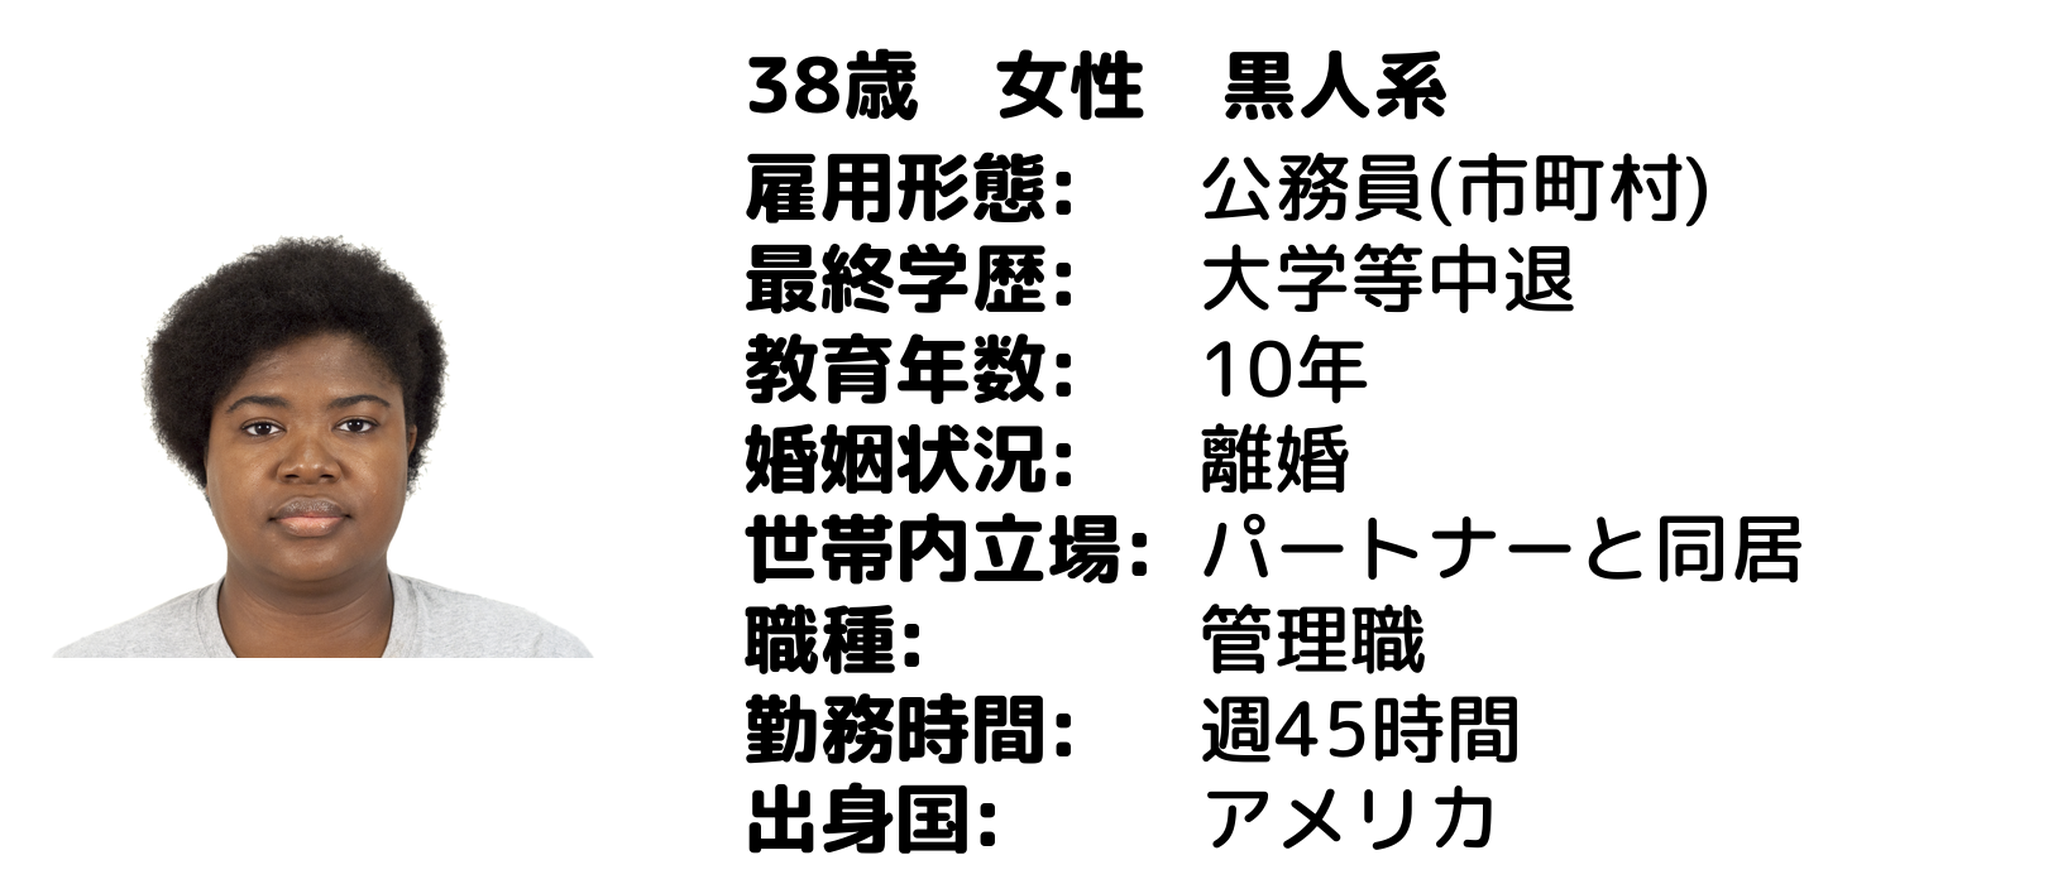 38歳　女性　黒人系
雇用形態: 公務員(市町村)
最終学歴: 大学等中退
教育年数: 10年
婚姻状況: 離婚
世帯内立場: パートナーと同居
職種: 管理職
勤務時間: 週45時間
出身国: アメリカ